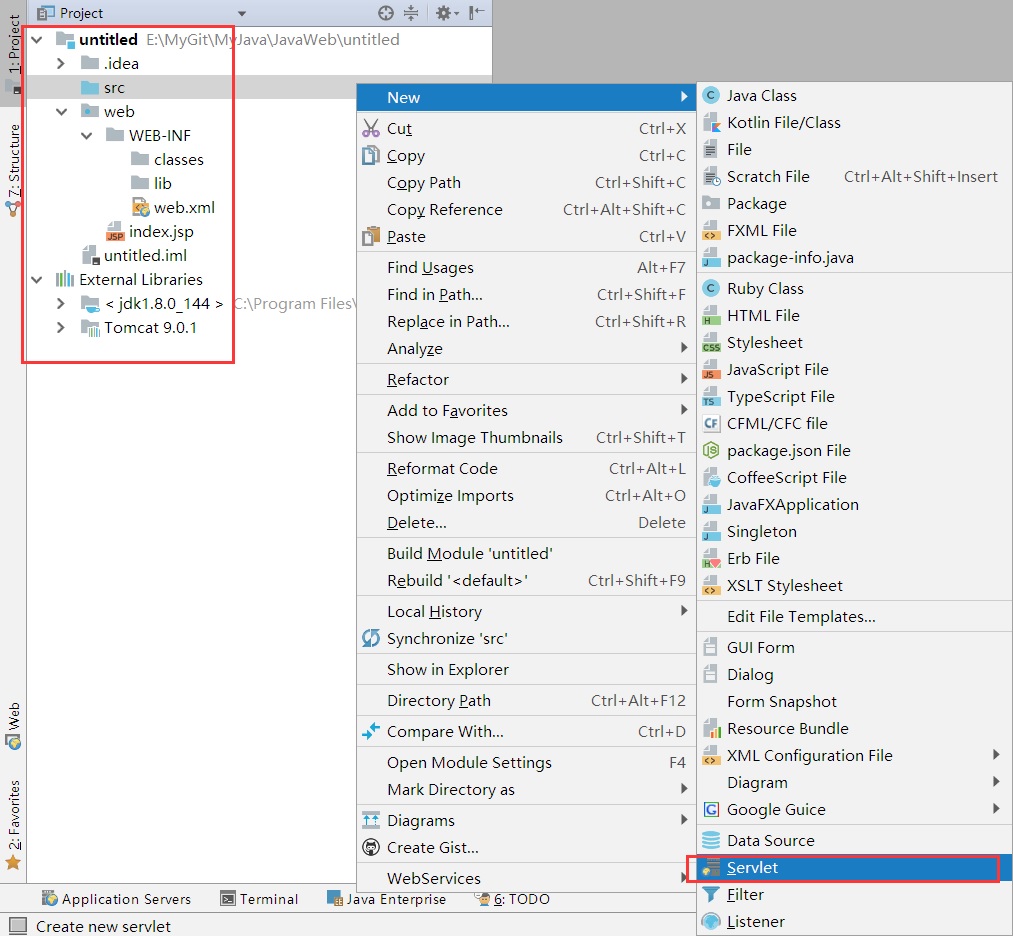 Project
1: Project
7: Structure
Web
2: Favorites
untitled E:\MyGit\MyJava\JavaWeb\untitled
.idea
src
web
WEB-INF
classes
lib
web.xml
JSP index.jsp
untitled.iml
External Libraries
< jdk1.8.0_144 > C:\Program Files\
Tomcat 9.0.1
New
Cut Ctrl+X
Copy Ctrl+C
Copy Path Ctrl+Shift+C
Copy Reference Ctrl+Alt+Shift+C
Paste Ctrl+V
Find Usages Alt+F7
Find in Path... Ctrl+Shift+F
Replace in Path... Ctrl+Shift+R
Analyze
Refactor
Add to Favorites
Show Image Thumbnails Ctrl+Shift+T
Reformat Code Ctrl+Alt+L
Optimize Imports Ctrl+Alt+O
Delete... Delete
Build Module 'untitled'
Rebuild '<default>' Ctrl+Shift+F9
Local History
Synchronize 'src'
Show in Explorer
Directory Path Ctrl+Alt+F12
Compare With... Ctrl+D
Open Module Settings F4
Mark Directory as
Diagrams
Create Gist...
WebServices
C Java Class
Kotlin File/Class
File
Scratch File Ctrl+Alt+Shift+Insert
Package
FXML File
J package-info.java
C Ruby Class
H HTML File
CSS Stylesheet
JS JavaScript File
TS TypeScript File
CF CFML/CFC file
JS package.json File
CoffeeScript File
J JavaFXApplication
J Singleton
H Erb File
XSLT Stylesheet
Edit File Templates...
GUI Form
Dialog
Form Snapshot
Resource Bundle
XML Configuration File
Diagram
G Google Guice
Data Source
Servlet
Filter
Listener
Application Servers Terminal Java Enterprise 6: TODO
Create new servlet